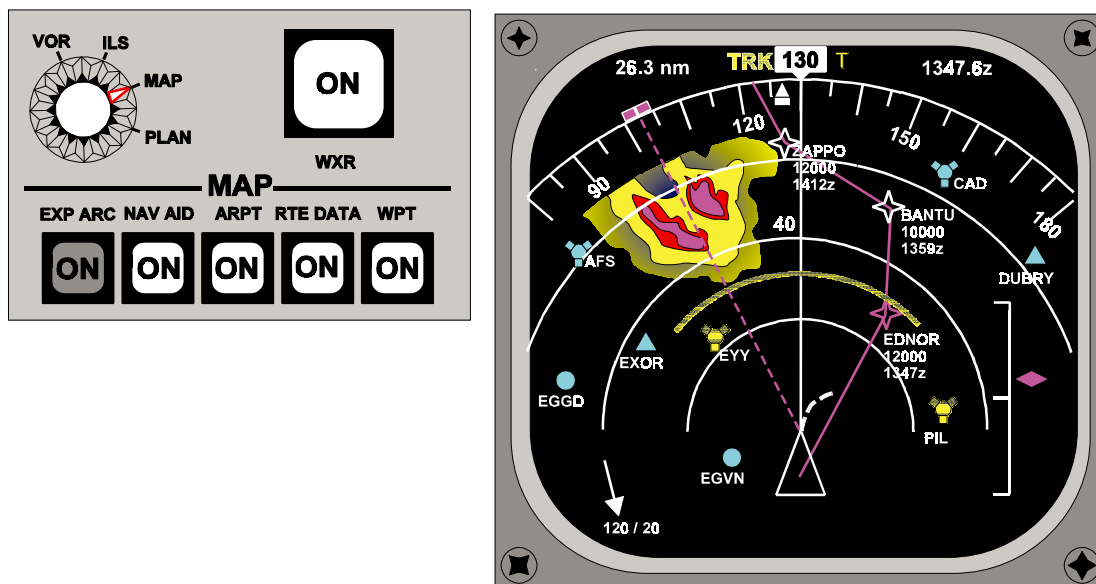 VOR
ILS
MAP
PLAN
ON
WXR
MAP
EXP ARC NAV AID ARPT RTE DATA WPT
ON ON ON ON ON
26.3 nm TRK 130 T 1347.6z
90
120
150
180
ZAPPO
12000
1412z
CAD
BANTU
10000
1359z
40
AFS
DUBRY
EDNOR
12000
1347z
EXOR
EYY
EGGD
PIL
EGVN
120 / 20